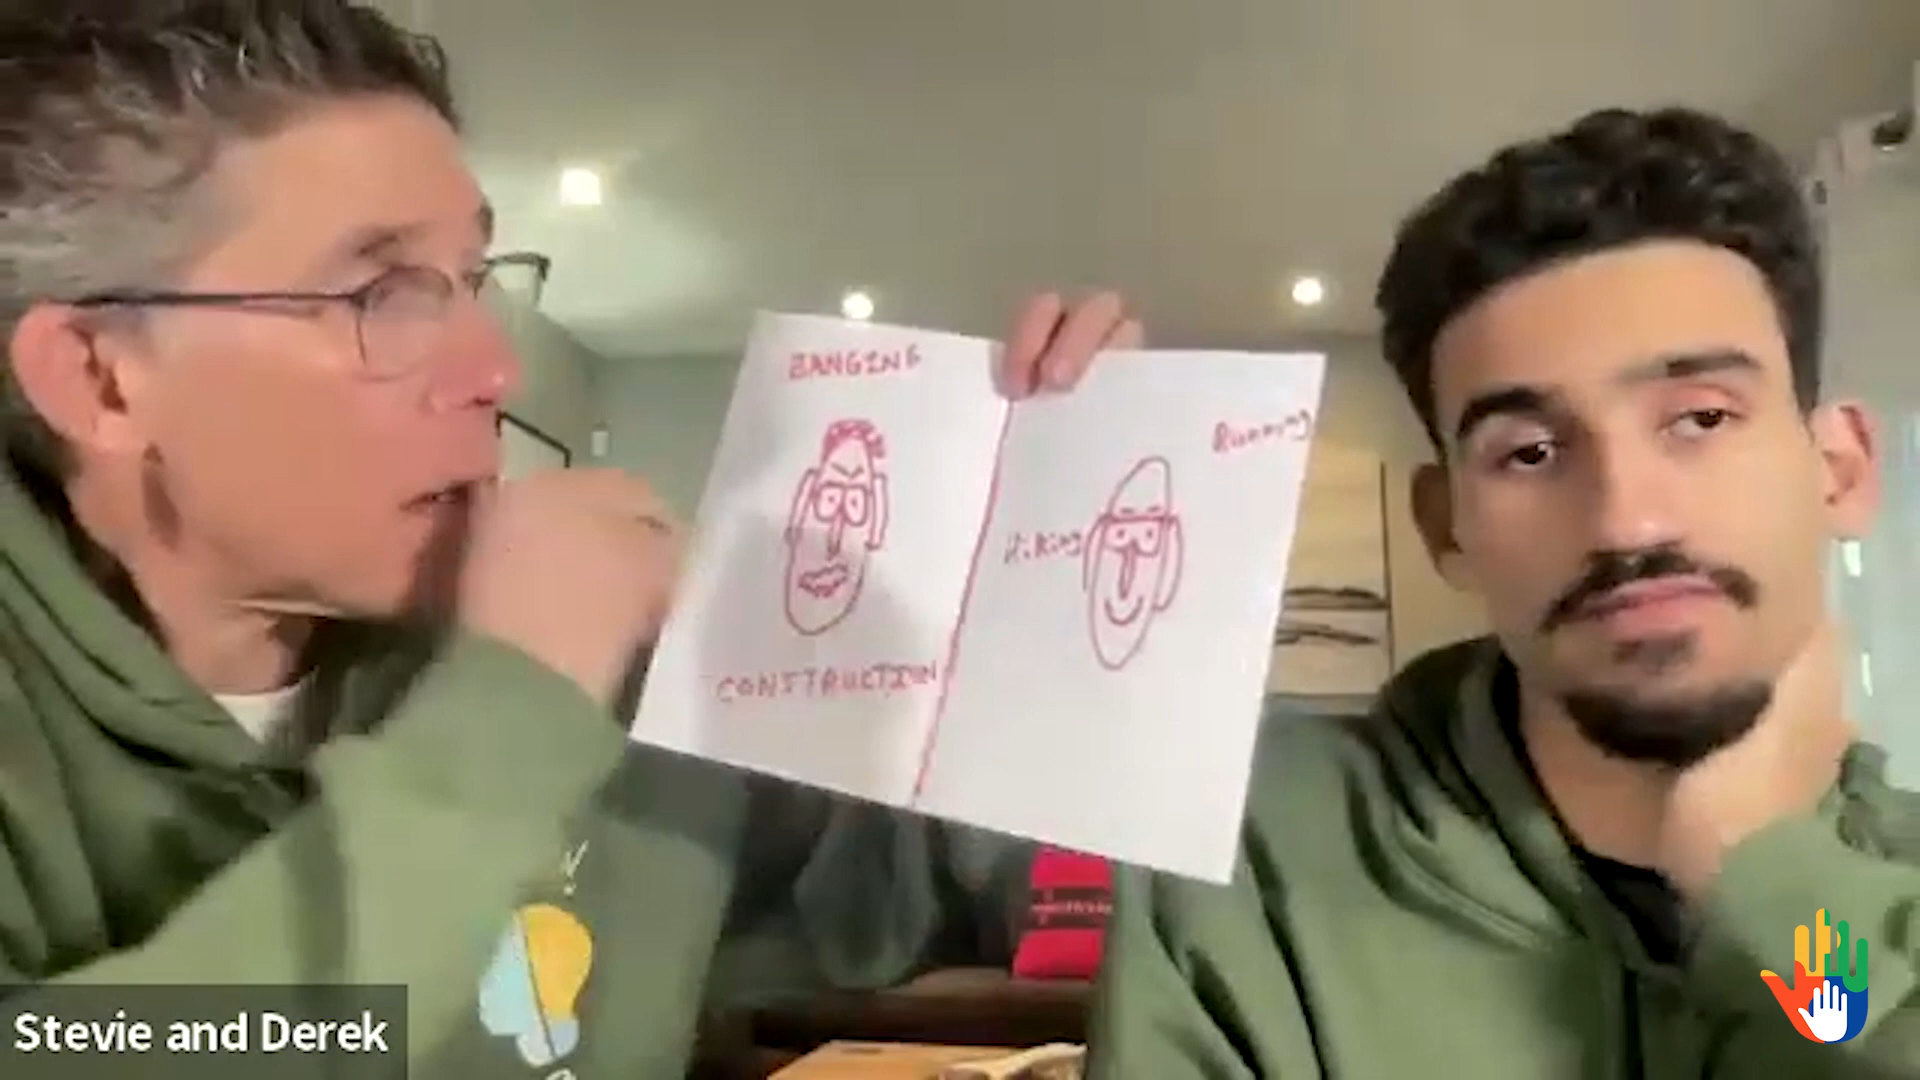 BANGING
CONSTRUCTION
Running
Hiking
Stevie and Derek